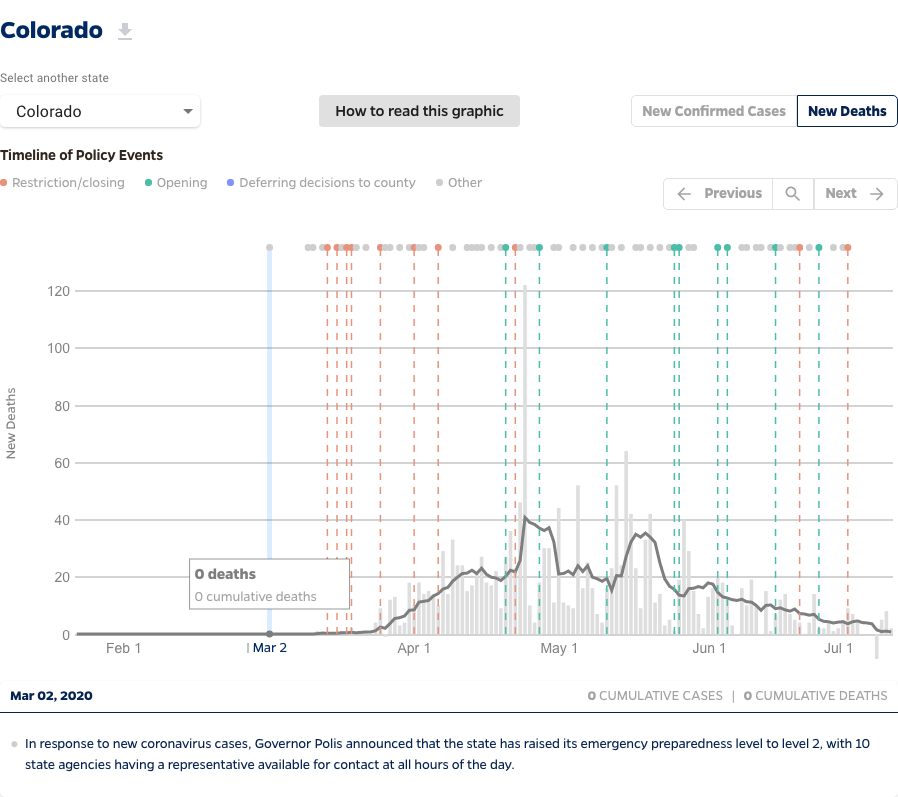 Colorado
Select another state
Colorado
How to read this graphic
New Confirmed Cases
New Deaths
Timeline of Policy Events
Restriction/closing
Opening
Deferring decisions to county
Other
Previous
Next
120
100
80
60
40
20
0
New Deaths
0 deaths
0 cumulative deaths
Feb 1
Mar 2
Apr 1
May 1
Jun 1
Jul 1
Mar 02, 2020
0 CUMULATIVE CASES | 0 CUMULATIVE DEATHS
In response to new coronavirus cases, Governor Polis announced that the state has raised its emergency preparedness level to level 2, with 10
state agencies having a representative available for contact at all hours of the day.